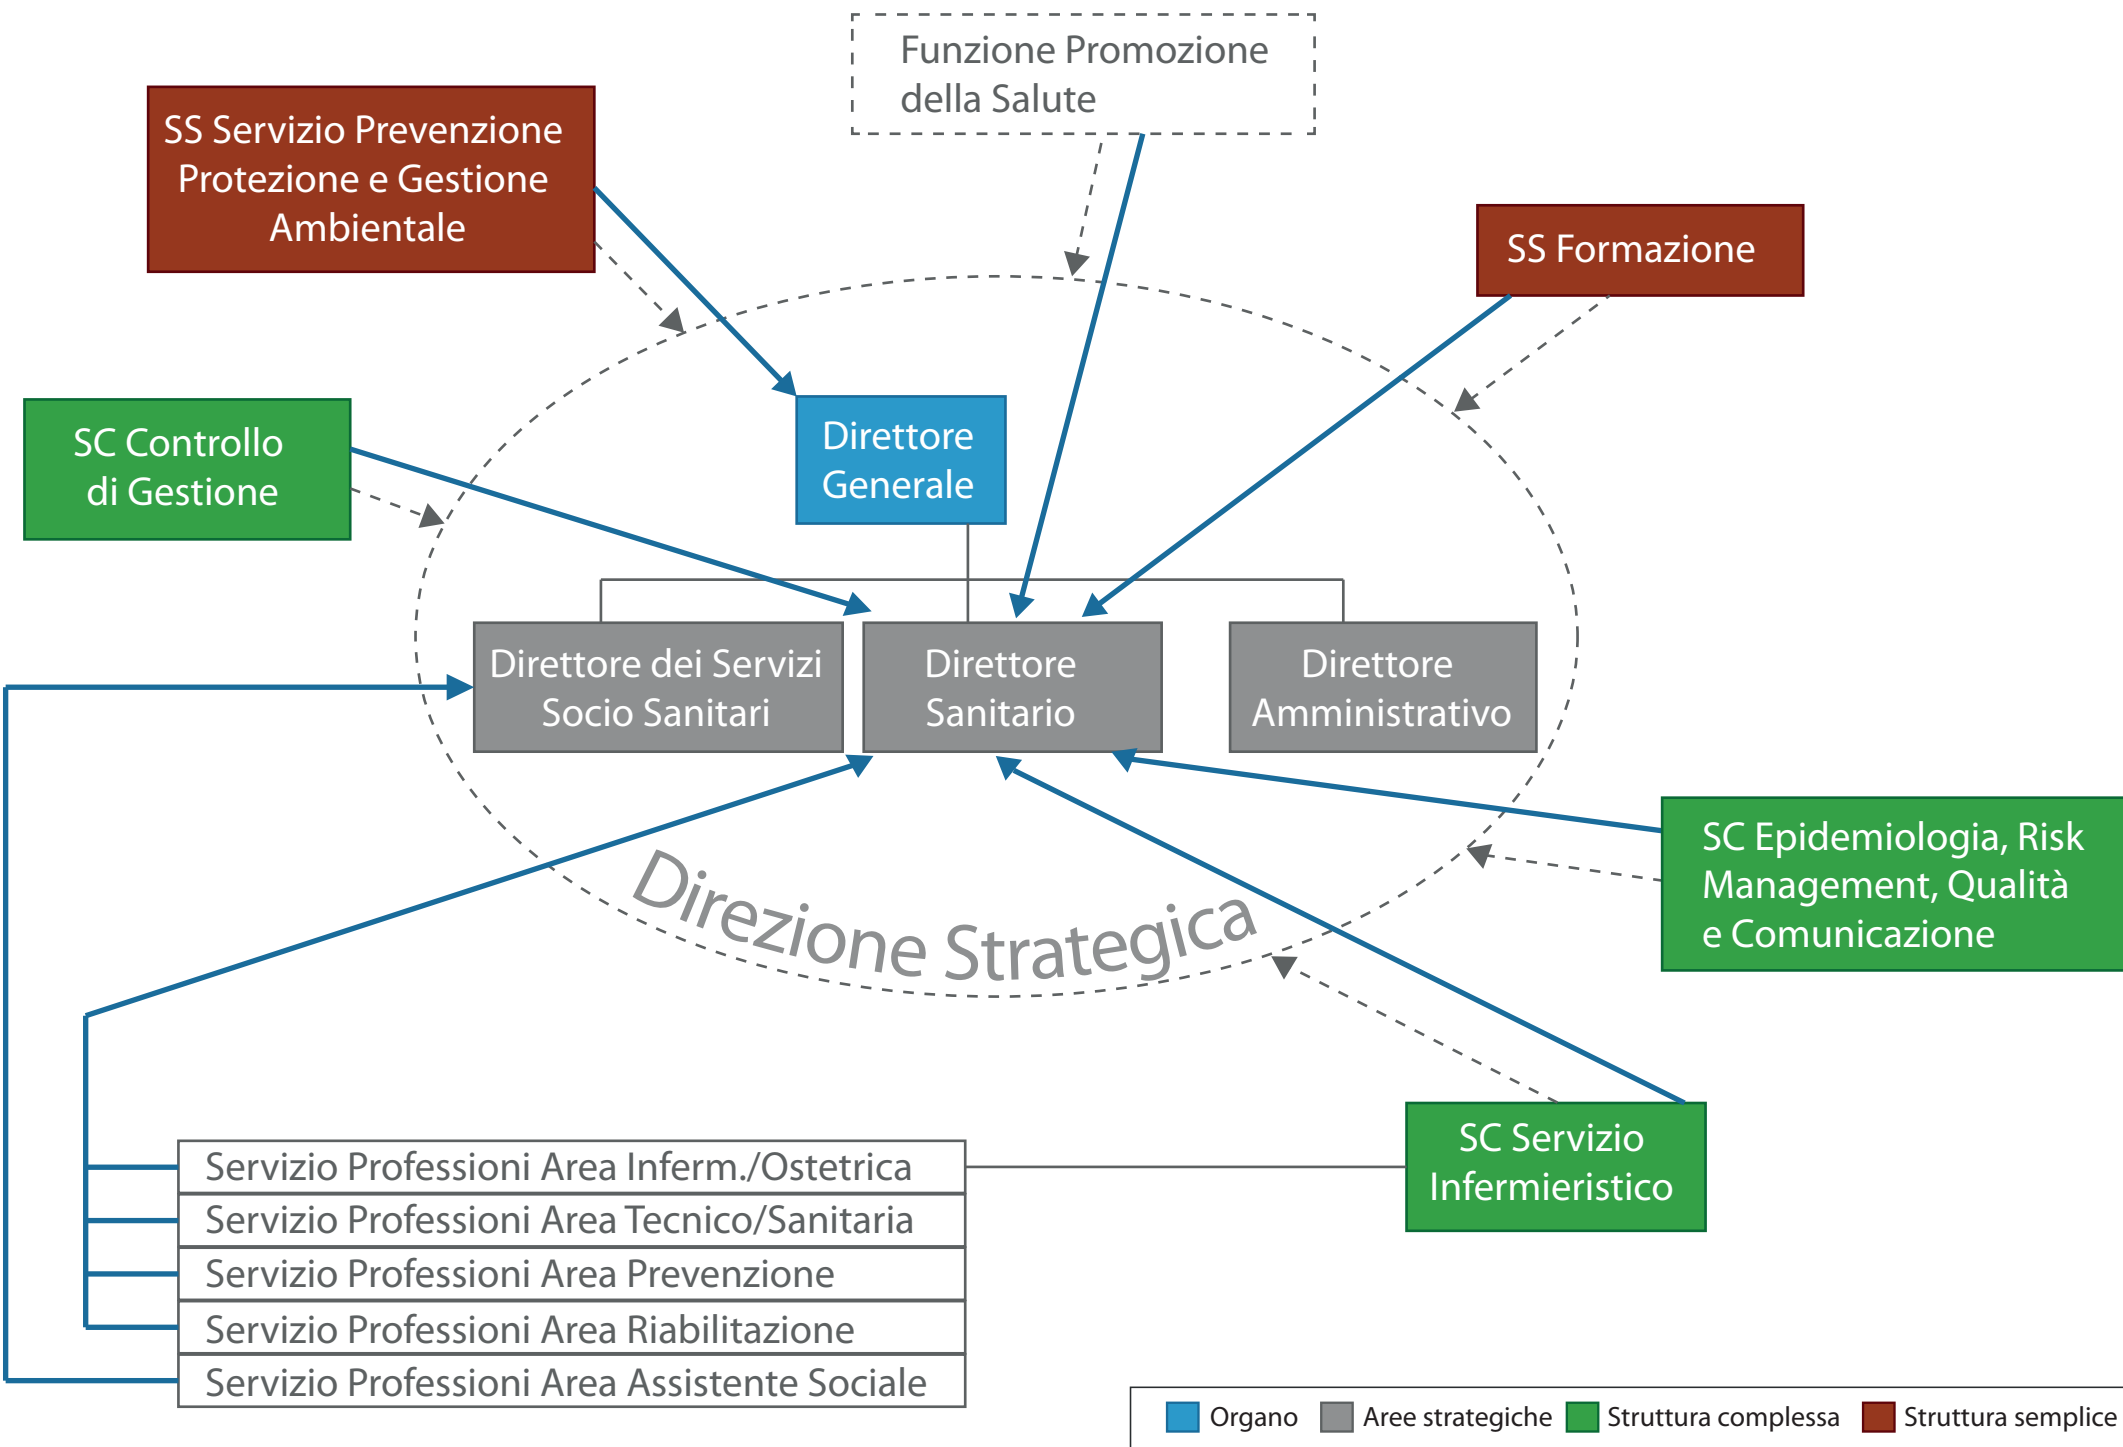 Funzione Promozione
della Salute
SS Servizio Prevenzione
Protezione e Gestione
Ambientale
SS Formazione
SC Controllo
di Gestione
Direttore
Generale
Direttore dei Servizi
Socio Sanitari
Direttore
Sanitario
Direttore
Amministrativo
SC Epidemiologia, Risk
Management, Qualità
e Comunicazione
Direzione Strategica
SC Servizio
Infermieristico
Servizio Professioni Area Inferm./Ostetrica
Servizio Professioni Area Tecnico/Sanitaria
Servizio Professioni Area Prevenzione
Servizio Professioni Area Riabilitazione
Servizio Professioni Area Assistente Sociale
Organo
Aree strategiche
Struttura complessa
Struttura semplice